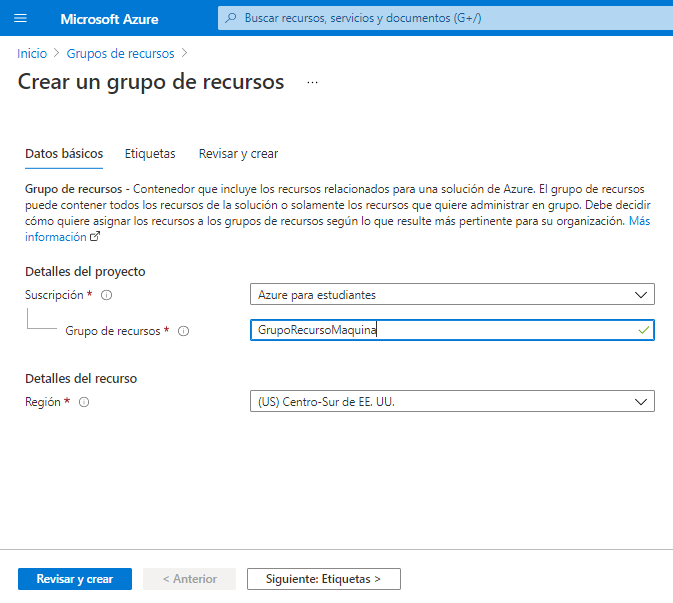 Microsoft Azure
Buscar recursos, servicios y documentos (G+/)
Inicio > Grupos de recursos >
Crear un grupo de recursos ...
Datos básicos Etiquetas Revisar y crear
Grupo de recursos - Contenedor que incluye los recursos relacionados para una solución de Azure. El grupo de recursos
puede contener todos los recursos de la solución o solamente los recursos que quiere administrar en grupo. Debe decidir
cómo quiere asignar los recursos a los grupos de recursos según lo que resulte más pertinente para su organización. Más
información
Detalles del proyecto
Suscripción * Azure para estudiantes
Grupo de recursos * GrupoRecursoMaquina
Detalles del recurso
Región * (US) Centro-Sur de EE. UU.
Revisar y crear < Anterior Siguiente: Etiquetas >